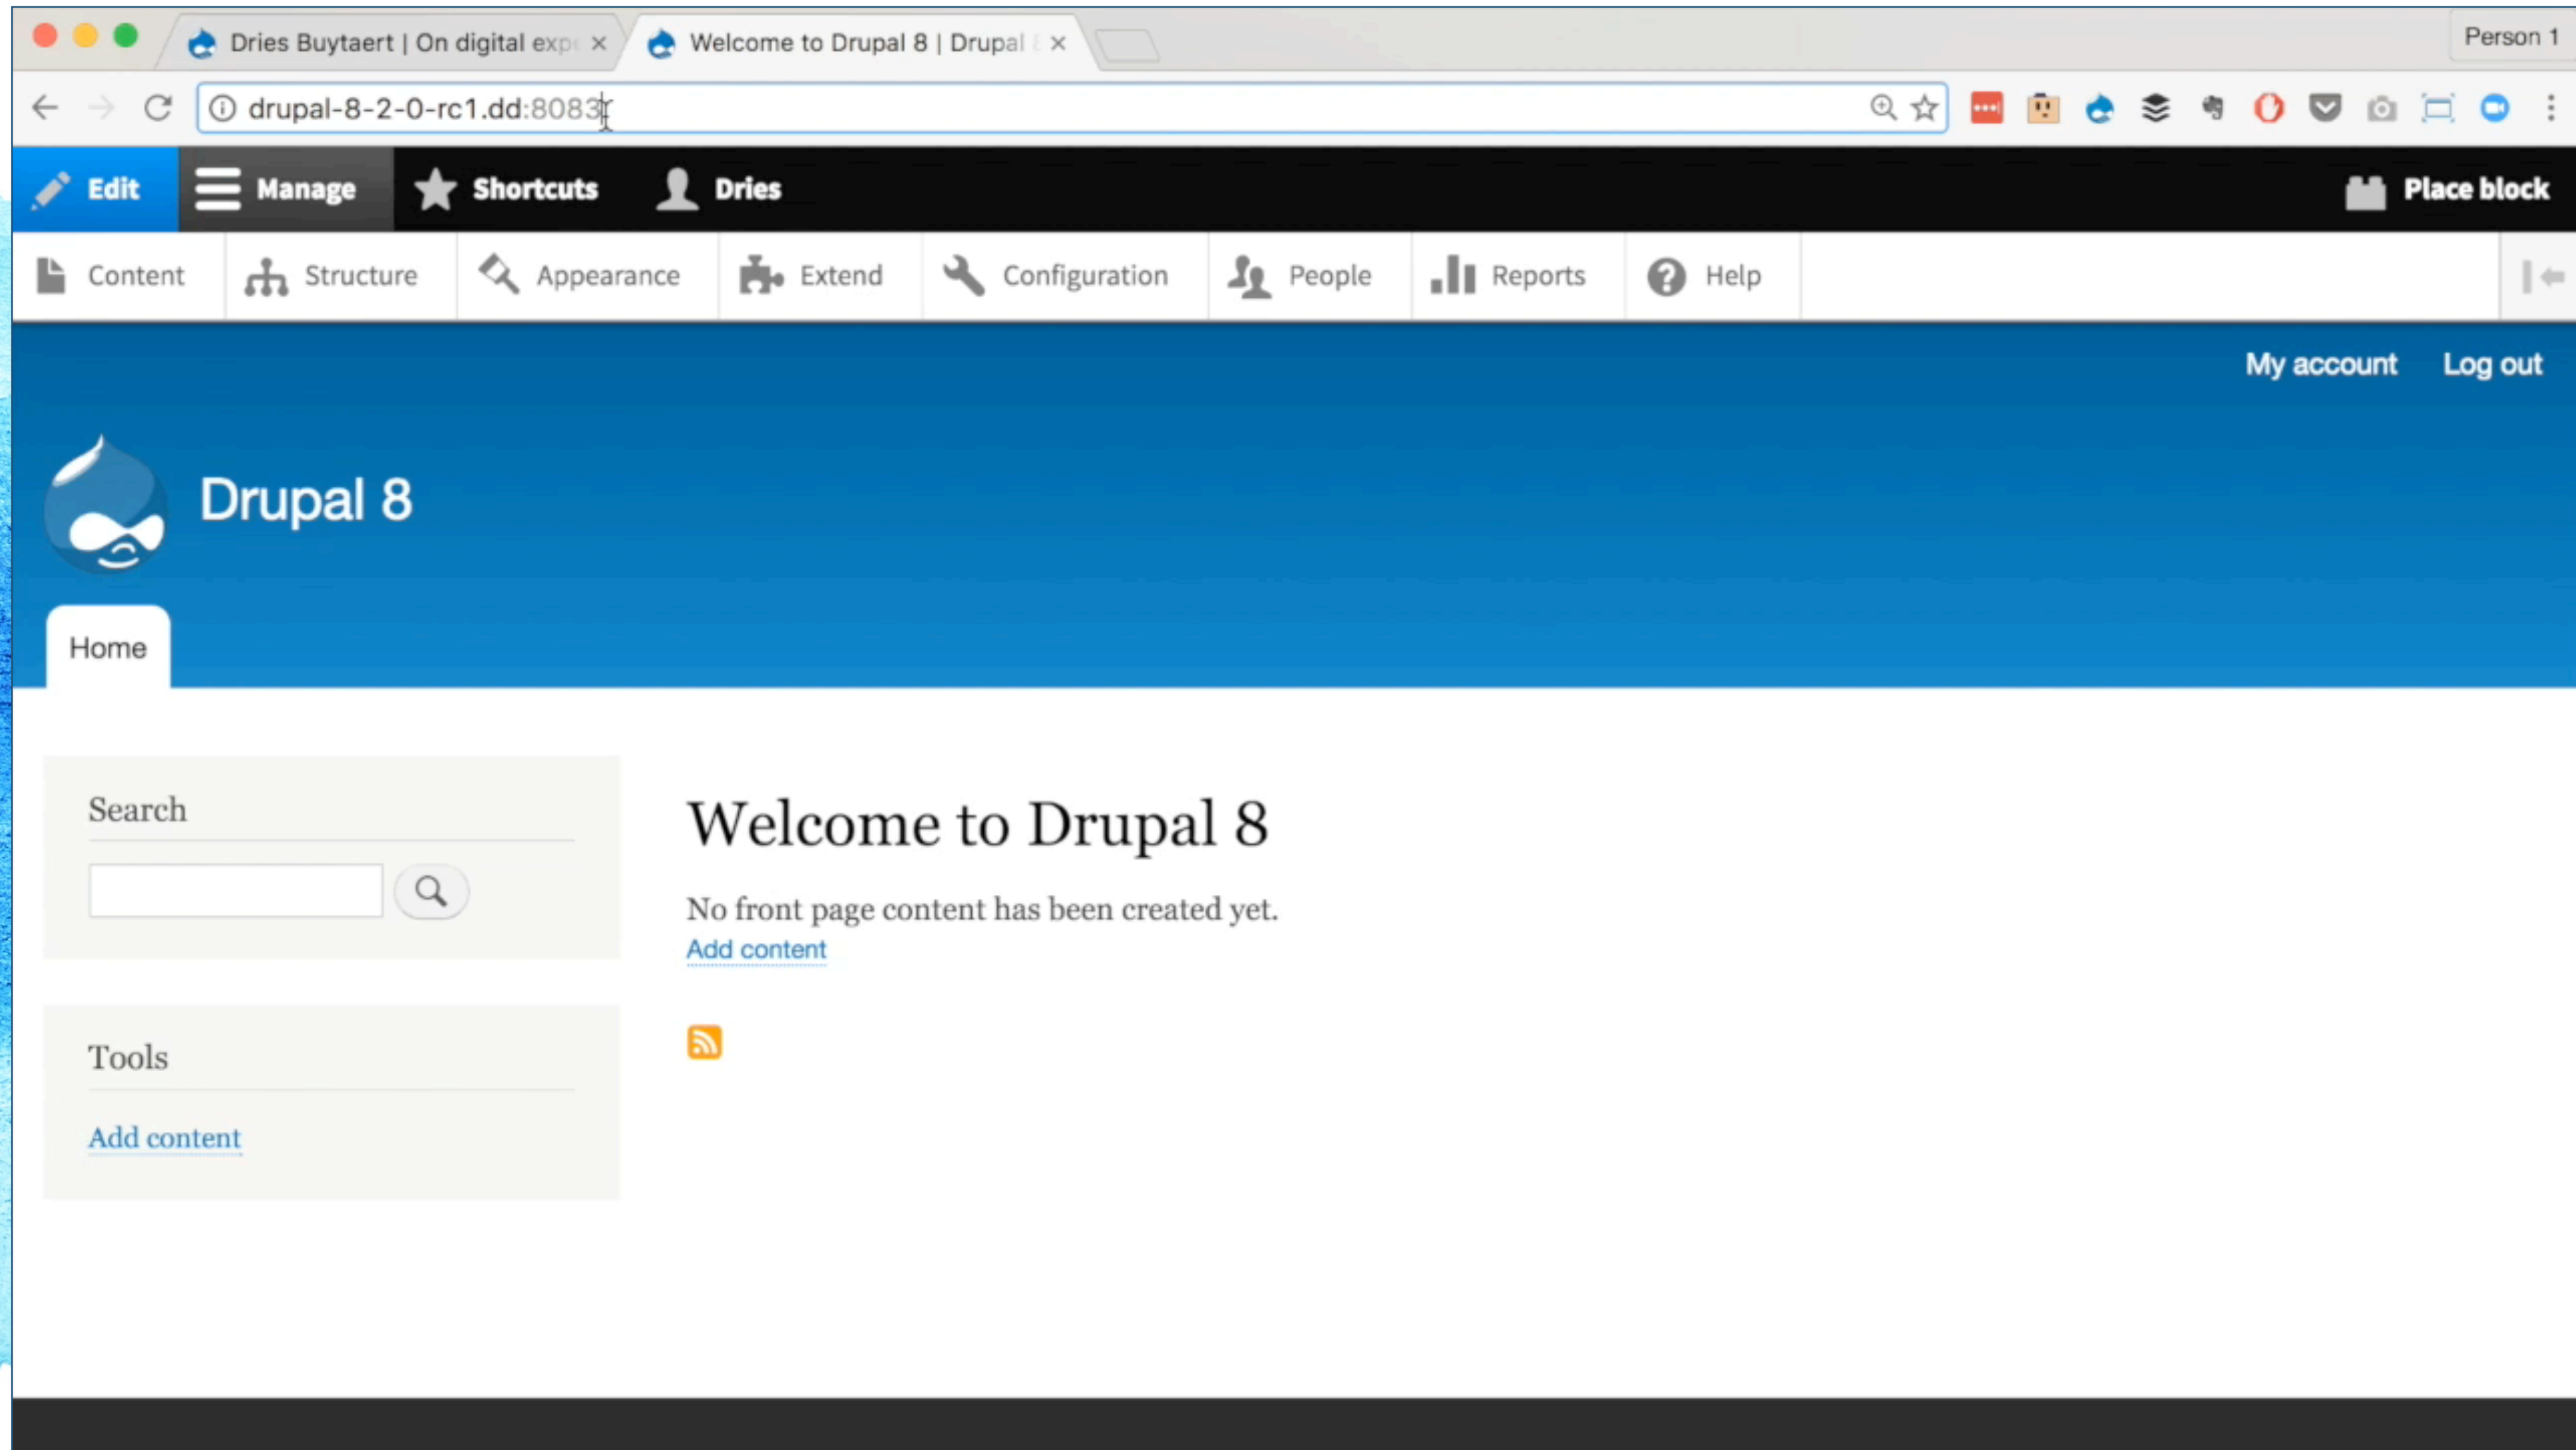 Dries Buytaert | On digital exp
Welcome to Drupal 8 | Drupal
Person 1
drupal-8-2-0-rc1.dd:8083
Edit
Manage
Shortcuts
Dries
Place block
Content
Structure
Appearance
Extend
Configuration
People
Reports
Help
My account
Log out
Drupal 8
Home
Search
Welcome to Drupal 8
No front page content has been created yet.
Add content
Tools
Add content